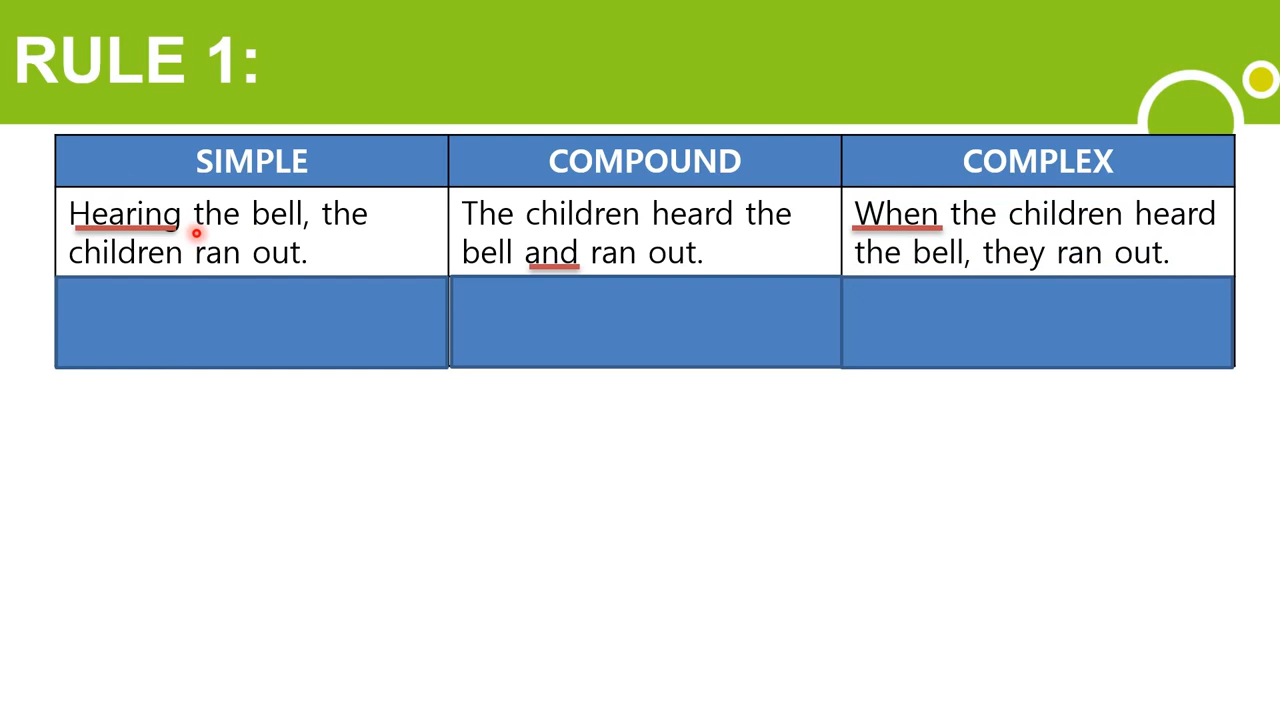 RULE 1:
SIMPLE COMPOUND COMPLEX
Hearing the bell, the
children ran out.
The children heard the
bell and ran out.
When the children heard
the bell, they ran out.